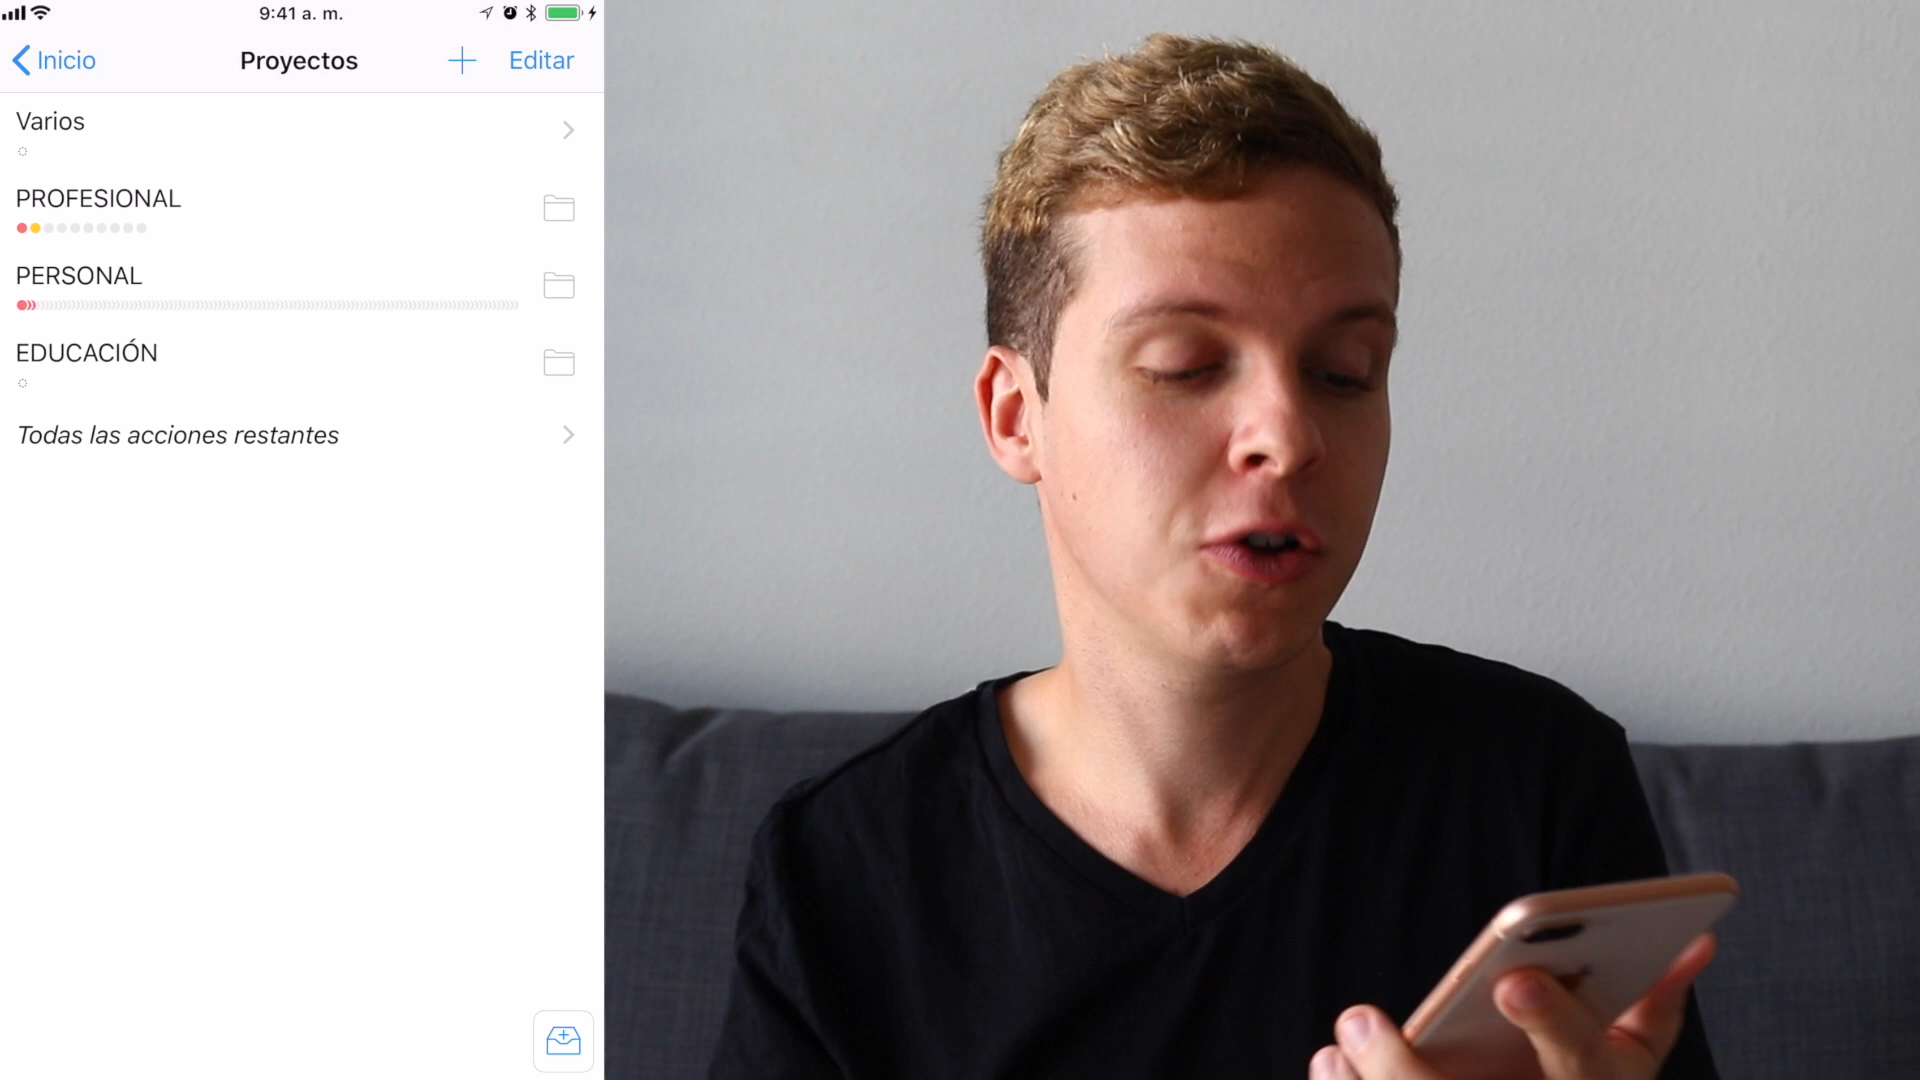 9:41 a. m.
Inicio
Proyectos
Editar
Varios
PROFESIONAL
PERSONAL
EDUCACIÓN
Todas las acciones restantes